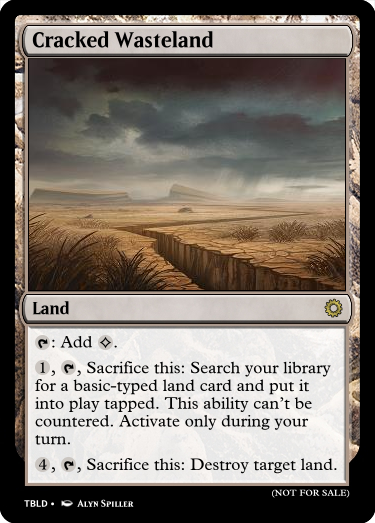 Cracked Wasteland
Land
: Add .
1, , Sacrifice this: Search your library
for a basic-typed land card and put it
into play tapped. This ability can't be
countered. Activate only during your
turn.
4, , Sacrifice this: Destroy target land.
(NOT FOR SALE)
TBLD • ALYN SPILLER